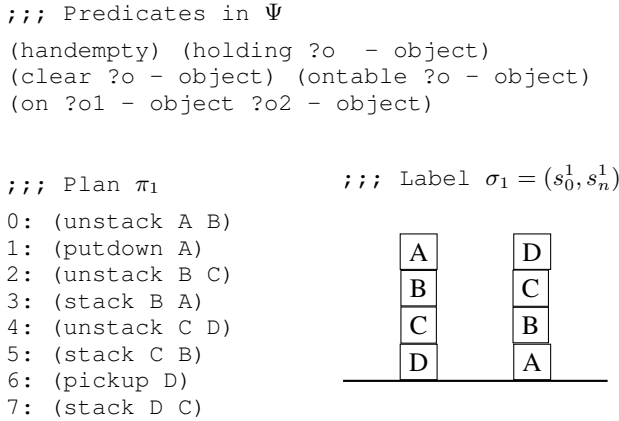 ;;; Predicates in Ψ
(handempty) (holding ?o – object)
(clear ?o – object) (ontable ?o – object)
(on ?o1 – object ?o2 – object)
;;; Plan π₁
0: (unstack A B)
1: (putdown A)
2: (unstack B C)
3: (stack B A)
4: (unstack C D)
5: (stack C B)
6: (pickup D)
7: (stack D C)
;;; Label σ₁ = (s₀¹, sₙ¹)
A D
B C
C B
D A